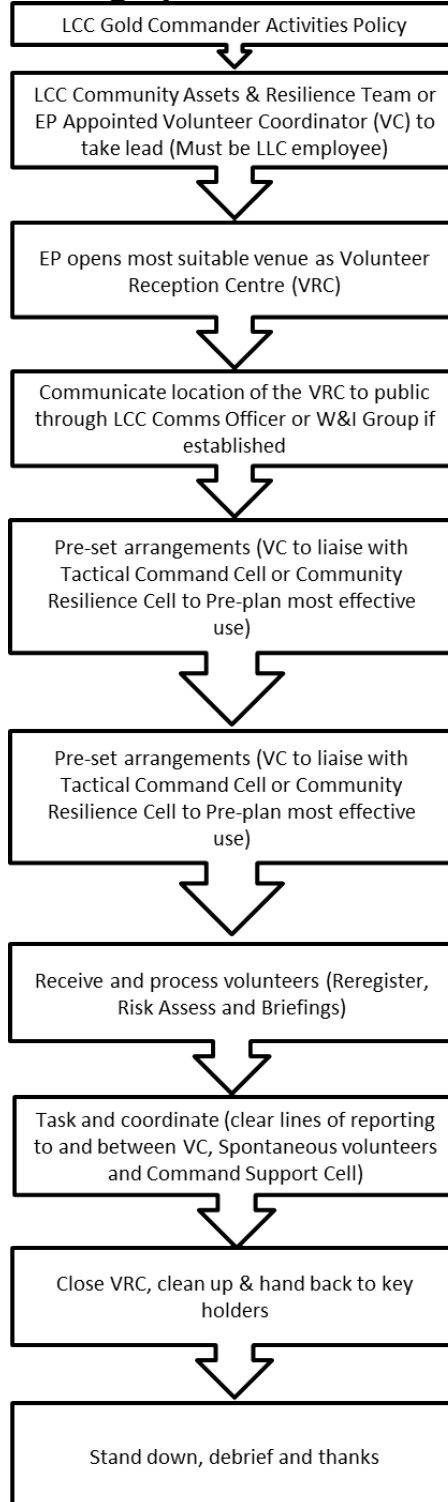 LCC Gold Commander Activities Policy
LCC Community Assets & Resilience Team or
EP Appointed Volunteer Coordinator (VC) to
take lead (Must be LLC employee)
EP opens most suitable venue as Volunteer
Reception Centre (VRC)
Communicate location of the VRC to public
through LCC Comms Officer or W&I Group if
established
Pre-set arrangements (VC to liaise with
Tactical Command Cell or Community
Resilience Cell to Pre-plan most effective
use)
Pre-set arrangements (VC to liaise with
Tactical Command Cell or Community
Resilience Cell to Pre-plan most effective
use)
Receive and process volunteers (Reregister,
Risk Assess and Briefings)
Task and coordinate (clear lines of reporting
to and between VC, Spontaneous volunteers
and Command Support Cell)
Close VRC, clean up & hand back to key
holders
Stand down, debrief and thanks